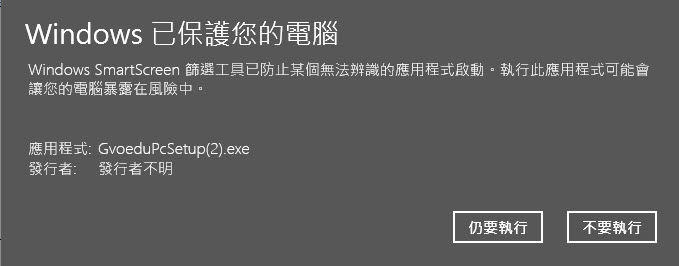 Windows 已保護您的電腦
Windows SmartScreen 篩選工具已防止某個無法辨識的應用程式啟動。執行此應用程式可能會
讓您的電腦暴露在風險中。
應用程式: GvoeduPcSetup(2).exe
發行者: 發行者不明
仍要執行 不要執行